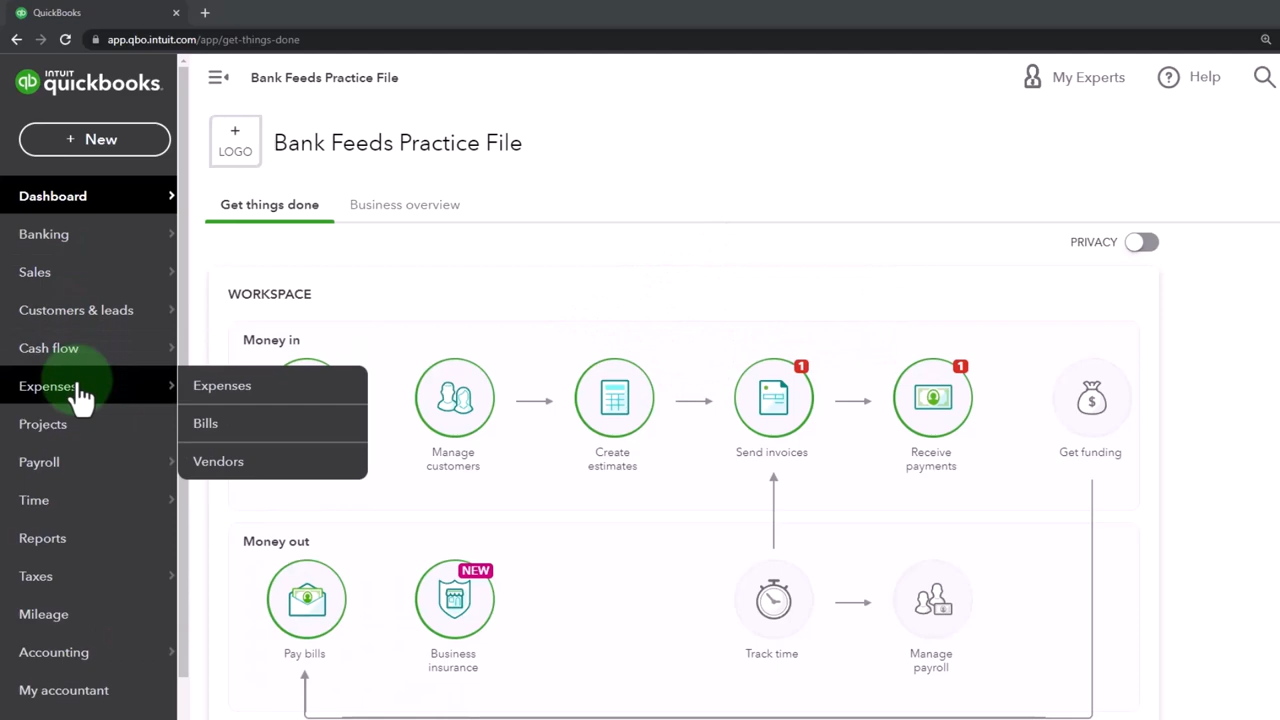 QuickBooks
app.qbo.intuit.com/app/get-things-done
INTUIT
quickbooks.
+ New
Dashboard
Banking
Sales
Customers & leads
Cash flow
Expenses
Projects
Payroll
Time
Reports
Taxes
Mileage
Accounting
My accountant
Expenses
Bills
Vendors
Bank Feeds Practice File
My Experts
Help
+
LOGO
Bank Feeds Practice File
Get things done
Business overview
PRIVACY
WORKSPACE
Money in
Manage
customers
Create
estimates
1
Send invoices
1
Receive
payments
Get funding
Money out
Pay bills
NEW
Business
insurance
Track time
Manage
payroll